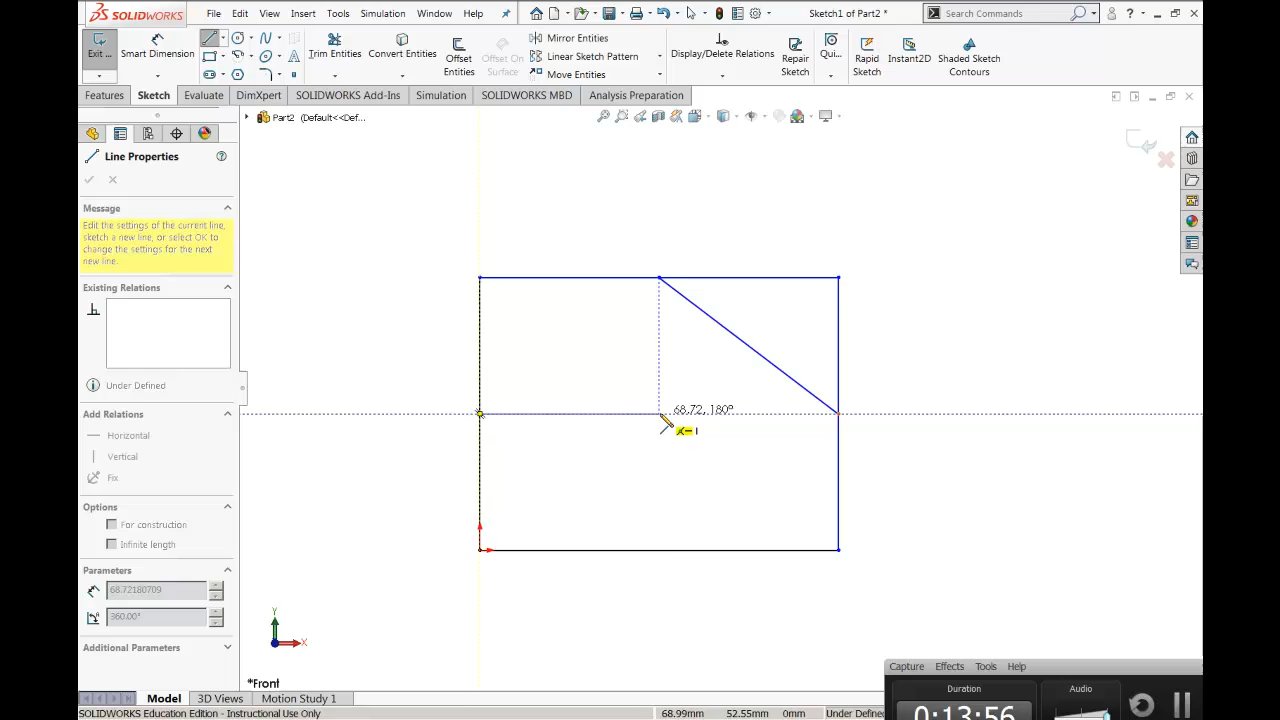 SOLIDWORKS File Edit View Insert Tools Simulation Window Help Sketch1 of Part2 * Search Commands
Exit ... Smart Dimension Trim Entities Convert Entities Offset Entities Offset On Surface Mirror Entities Linear Sketch Pattern Move Entities Display/Delete Relations Repair Sketch Qui... Rapid Sketch Instant2D Shaded Sketch Contours
Features Sketch Evaluate DimXpert SOLIDWORKS Add-Ins Simulation SOLIDWORKS MBD Analysis Preparation
Part2 (Default<<Def...
Line Properties
Message
Edit the settings of the current line,
sketch a new line, or select OK to
change the settings for the next
new line.
Existing Relations
Under Defined
Add Relations
Horizontal
Vertical
Fix
Options
For construction
Infinite length
Parameters
68.72180709
360.00°
Additional Parameters
68.72, 180°
Y
X
*Front
Model 3D Views Motion Study 1
SOLIDWORKS Education Edition - Instructional Use Only 68.99mm 52.55mm 0mm Under Define
Capture Effects Tools Help
Duration Audio
0:13:56